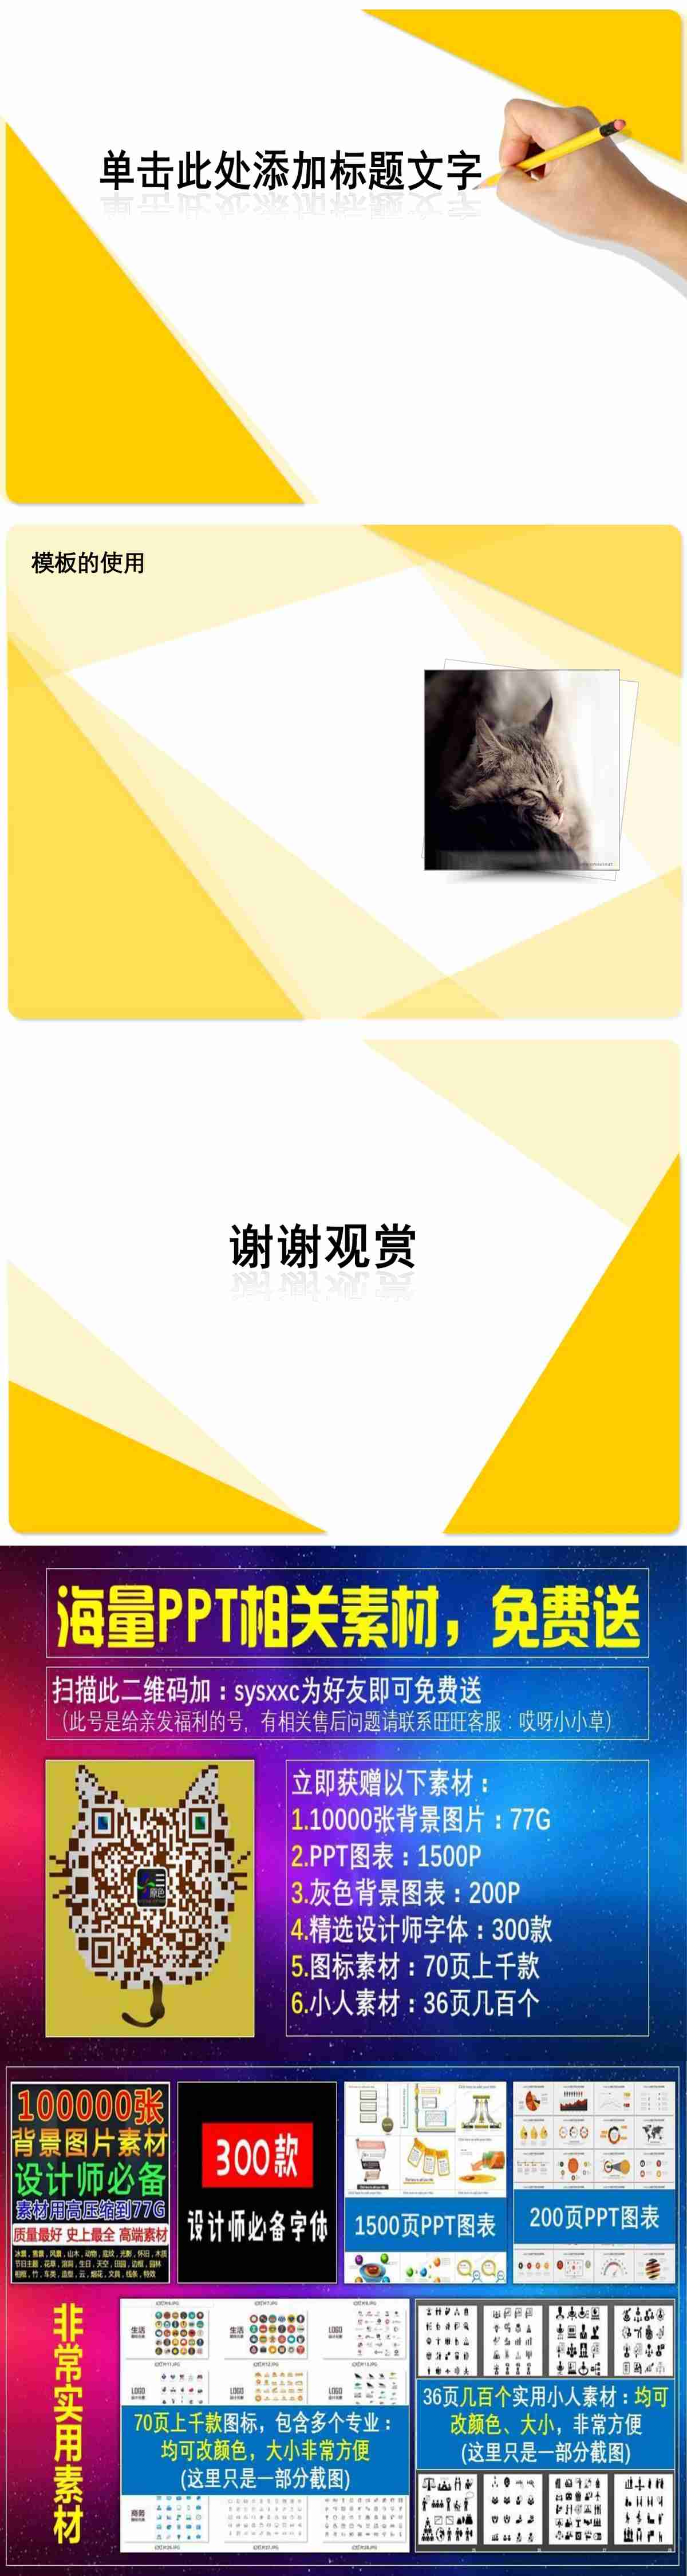 单击此处添加标题文字
模板的使用
谢谢观赏
海量PPT相关素材，免费送
扫描此二维码加：sysxxc为好友即可免费送
（此号是给亲发福利的号，有相关售后问题请联系旺旺客服：哎呀小小草）
原色
立即获赠以下素材：
1.10000张背景图片：77G
2.PPT图表：1500P
3.灰色背景图表：200P
4.精选设计师字体：300款
5.图标素材：70页上千款
6.小人素材：36页几百个
100000张
背景图片素材
设计师必备
素材用高压缩到77G
质量最好 史上最全 高端素材
300款
设计师必备字体
1500页PPT图表
200页PPT图表
非常实用素材
生活
生活
LOGO
LOGO
LOGO
LOGO
70页上千款图标，包含多个专业：
均可改颜色，大小非常方便
(这里只是一部分截图)
商务
36页几百个实用小人素材：均可
改颜色、大小，非常方便
(这里只是一部分截图)